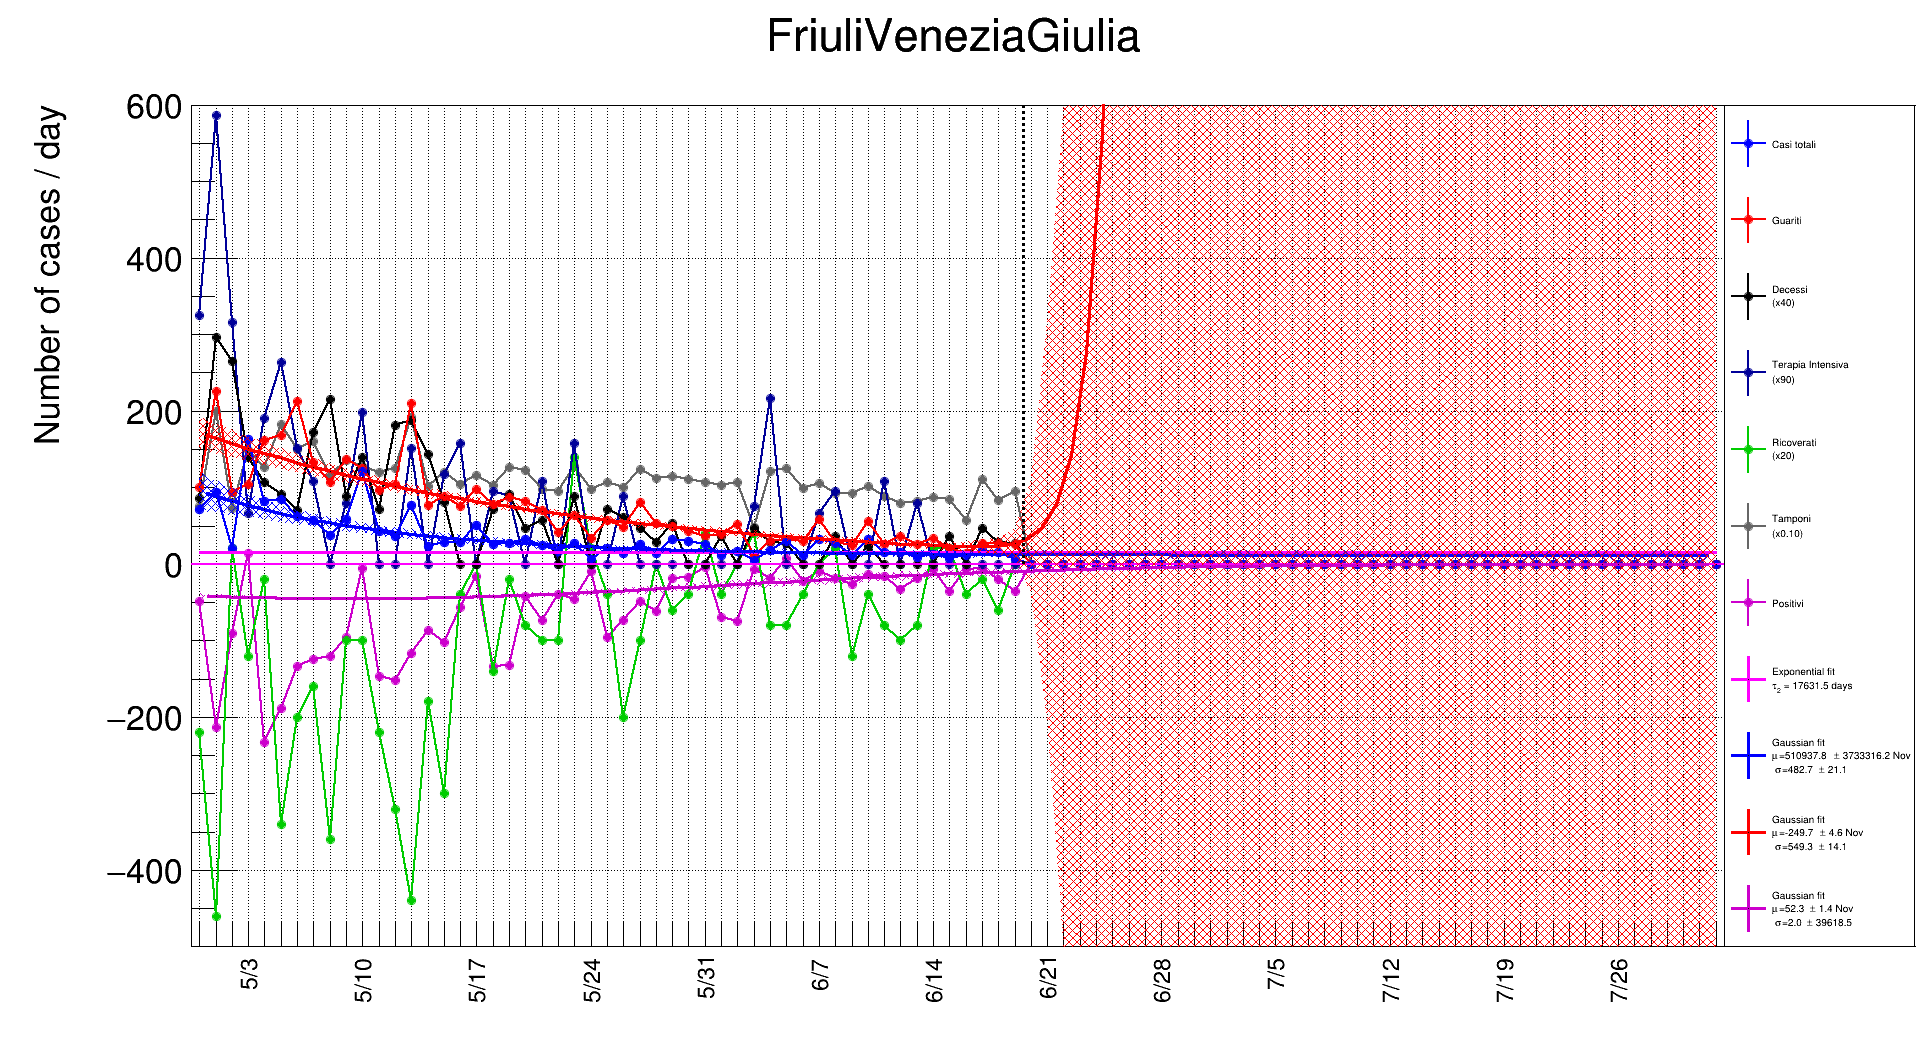 FriuliVeneziaGiulia
Number of cases / day
600
400
200
0
−200
−400
5/3
5/10
5/17
5/24
5/31
6/7
6/14
6/21
6/28
7/5
7/12
7/19
7/26
Casi totali
Guariti
Decessi
(x40)
Terapia Intensiva
(x90)
Ricoverati
(x20)
Tamponi
(x0.10)
Positivi
Exponential fit
τ2 = 17631.5 days
Gaussian fit
μ=510937.8 ± 3733316.2 Nov
σ=482.7 ± 21.1
Gaussian fit
μ=-249.7 ± 4.6 Nov
σ=549.3 ± 14.1
Gaussian fit
μ=52.3 ± 1.4 Nov
σ=2.0 ± 39618.5